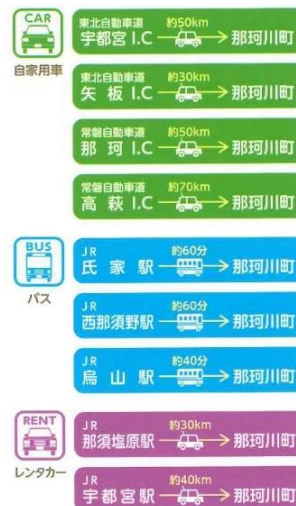 CAR
自家用車
東北自動車道 約50km
宇都宮 I.C 那珂川町
東北自動車道 約30km
矢板 I.C 那珂川町
常磐自動車道 約50km
那珂 I.C 那珂川町
常磐自動車道 約70km
高萩 I.C 那珂川町
BUS
バス
JR 約60分
氏家駅 那珂川町
JR 約60分
西那須野駅 那珂川町
JR 約40分
烏山駅 那珂川町
RENT
レンタカー
JR 約30km
那須塩原駅 那珂川町
JR 約40km
宇都宮駅 那珂川町